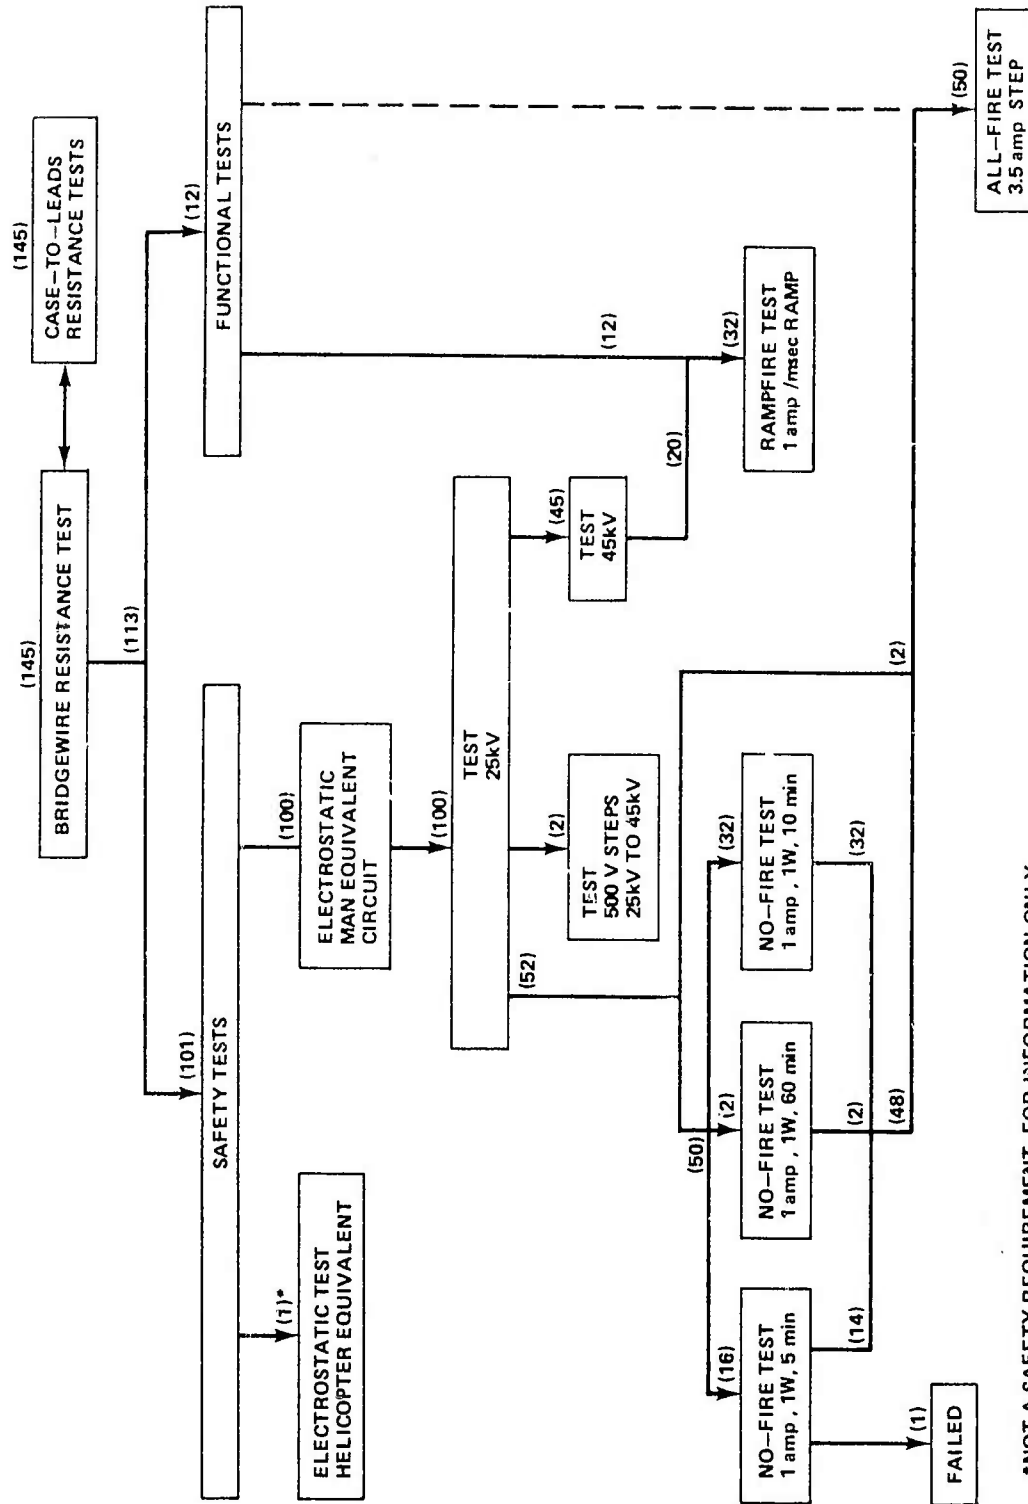 (145)
BRIDGEWIRE RESISTANCE TEST
(145)
CASE-TO-LEADS
RESISTANCE TESTS
(113)
(101)
(12)
SAFETY TESTS
FUNCTIONAL TESTS
(1)*
(100)
ELECTROSTATIC TEST
HELICOPTER EQUIVALENT
ELECTROSTATIC
MAN EQUIVALENT
CIRCUIT
(100)
TEST
25kV
(52)
(2)
(45)
TEST
500 V STEPS
25kV TO 45kV
TEST
45kV
(12)
(20)
(50)
(16)
(2)
(32)
(32)
NO-FIRE TEST
1 amp, 1W, 5 min
NO-FIRE TEST
1 amp, 1W, 60 min
NO-FIRE TEST
1 amp, 1W, 10 min
RAMPFIRE TEST
1 amp/msec RAMP
(14)
(2)
(32)
(48)
(2)
(1)
FAILED
(50)
ALL-FIRE TEST
3.5 amp STEP
NOT A SAFETY REQUIREMENT, FOR INFORMATION ONLY